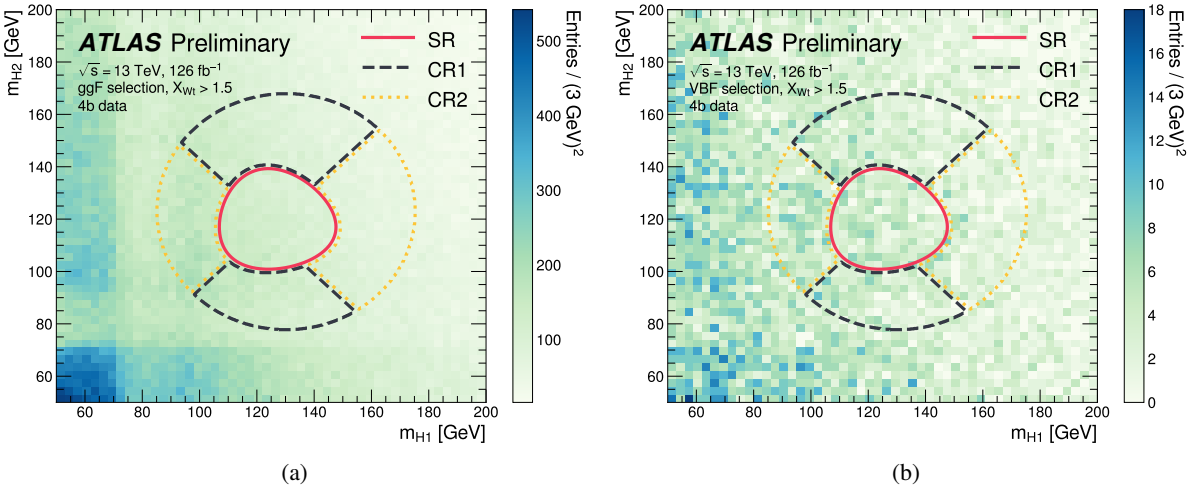 ATLAS Preliminary
√s = 13 TeV, 126 fb⁻¹
ggF selection, X_Wt > 1.5
4b data
SR
CR1
CR2
200
180
160
140
120
100
80
60
m_H2 [GeV]
60 80 100 120 140 160 180 200
m_H1 [GeV]
500
400
300
200
100
Entries / (3 GeV)²
(a)
ATLAS Preliminary
√s = 13 TeV, 126 fb⁻¹
VBF selection, X_Wt > 1.5
4b data
SR
CR1
CR2
200
180
160
140
120
100
80
60
m_H2 [GeV]
60 80 100 120 140 160 180 200
m_H1 [GeV]
18
16
14
12
10
8
6
4
2
0
Entries / (3 GeV)²
(b)